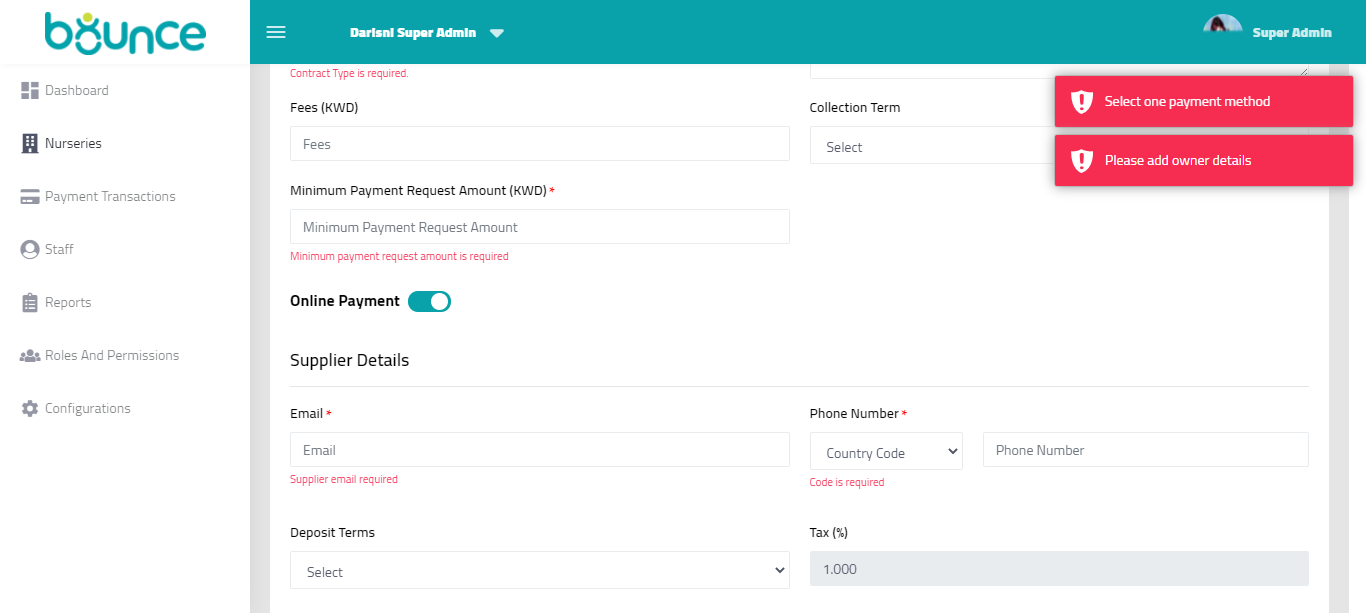 bounce
Darisni Super Admin
Super Admin
Dashboard
Nurseries
Payment Transactions
Staff
Reports
Roles And Permissions
Configurations
Contract Type is required.
Select one payment method
Please add owner details
Fees (KWD)
Collection Term
Fees
Select
Minimum Payment Request Amount (KWD) *
Minimum Payment Request Amount
Minimum payment request amount is required
Online Payment
Supplier Details
Email *
Phone Number *
Email
Country Code
Phone Number
Supplier email required
Code is required
Deposit Terms
Tax (%)
Select
1.000